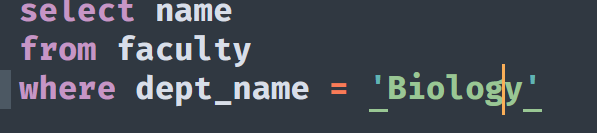 select name
from faculty
where dept_name = 'Biology'